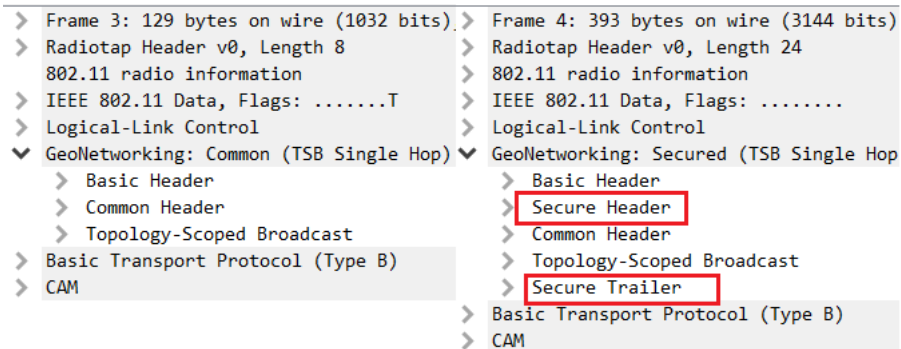 Frame 3: 129 bytes on wire (1032 bits)
Radiotap Header v0, Length 8
802.11 radio information
IEEE 802.11 Data, Flags: .......T
Logical-Link Control
GeoNetworking: Common (TSB Single Hop)
Basic Header
Common Header
Topology-Scoped Broadcast
Basic Transport Protocol (Type B)
CAM
Frame 4: 393 bytes on wire (3144 bits)
Radiotap Header v0, Length 24
802.11 radio information
IEEE 802.11 Data, Flags: ........
Logical-Link Control
GeoNetworking: Secured (TSB Single Hop
Basic Header
Secure Header
Common Header
Topology-Scoped Broadcast
Secure Trailer
Basic Transport Protocol (Type B)
CAM